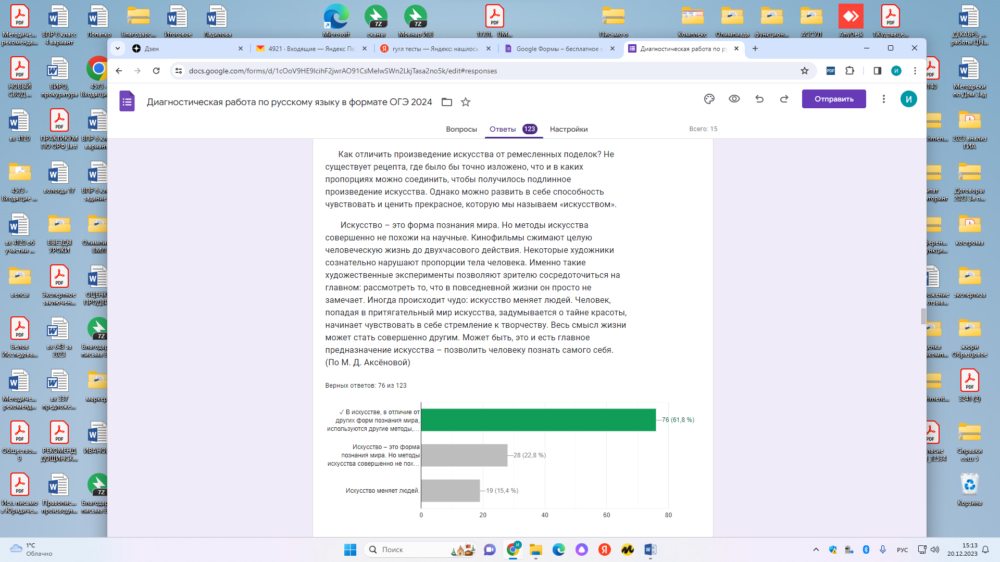 Методиче... рекоменда...
ВПР 8 класс 4 вариант
Лопатко
Благодарс...
Итоговое
Ладилова
Microsoft
сканы
Мовнар И.В
17.01.__UM...
Письмо о
Комплекс
Олимпиада
функцион...
АССУЛ
AnyDesk
Т.Кудрявце...
ДЕКАБРЬ_... работы ЦН...
Дзен
4921 · Входящие — Яндекс По
гугл тесты — Яндекс: нашлось
Google Формы – бесплатное с
Диагностическая работа по ру
docs.google.com/forms/d/1cOoV9HE9IcihF2jwrAO91CsMelwSWn2LkjTasa2no5k/edit#responses
Диагностическая работа по русскому языку в формате ОГЭ 2024
Отправить
И
Вопросы
Ответы 123
Настройки
Всего: 15
Как отличить произведение искусства от ремесленных поделок? Не
существует рецепта, где было бы точно изложено, что и в каких
пропорциях можно соединить, чтобы получилось подлинное
произведение искусства. Однако можно развить в себе способность
чувствовать и ценить прекрасное, которую мы называем «искусством».
Искусство – это форма познания мира. Но методы искусства
совершенно не похожи на научные. Кинофильмы сжимают целую
человеческую жизнь до двухчасового действия. Некоторые художники
сознательно нарушают пропорции тела человека. Именно такие
художественные эксперименты позволяют зрителю сосредоточиться на
главном: рассмотреть то, что в повседневной жизни он просто не
замечает. Иногда происходит чудо: искусство меняет людей. Человек,
попадая в притягательный мир искусства, задумывается о тайне красоты,
начинает чувствовать в себе стремление к творчеству. Весь смысл жизни
может стать совершенно другим. Может быть, это и есть главное
предназначение искусства – позволить человеку познать самого себя.
(По М. Д. Аксёновой)
Верных ответов: 76 из 123
✓ В искусстве, в отличие от
других форм познания мира,
используются другие методы,...
76 (61,8 %)
Искусство – это форма
познания мира. Но методы
искусства совершенно не пох...
28 (22,8 %)
Искусство меняет людей.
19 (15,4 %)
0 20 40 60 80
НОВЫЙ СВОД ...
ВИРО, прокуратура
4573 · Входящи
вх 4120
ПРАКТИКУМ ПО ОРФ_last
ВПР 6 кл вариант
4573 · Входящие ...
вологда 17
ВПР 6 кл задание
вх 4120 об участии ...
ВЫЕЗДЫ УРОКИ
Олимпиа ВМЛ
вепсы
Экспертное заключен...
ОЦЕНК ПРОДВИ
Белов Исследова...
вх 643 за 2023
Благодар письма В
Методиче... рекоменд...
вх 337 предложе...
маркер
Общество... 9
РЕКОМЕНД ДОЩИНСК...
ИВАНОВ
Исх. письмо в Юридиче...
Правопис... производн...
Благодар письма В
140
Методреки по Дом Зад
hmen...
2023 анализ ГИА
итат иторинг
Договоры 2023 За о...
ферен... ункци...
кострома
ложение отзыв...
экспертиза
ценка окомп...
жюри Образцовое
hment...
3241 (2)
ласие _12534
Справки сош 5
Корзина
1°C
Облачно
Поиск
РУС
15:13
20.12.2023